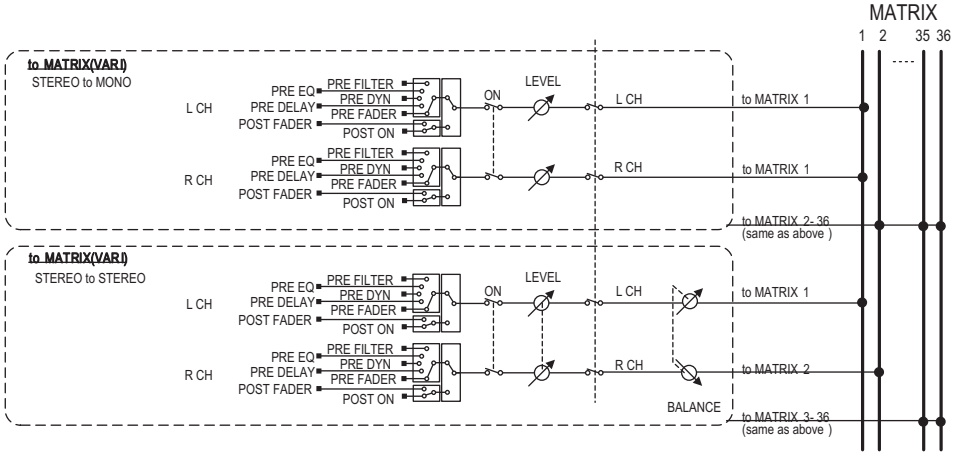 MATRIX
1 2 35 36
.....
to MATRIX(VARI)
STEREO to MONO
L CH
PRE FILTER
PRE EQ
PRE DYN
PRE DELAY
PRE FADER
POST FADER
POST ON
ON
LEVEL
L CH
to MATRIX 1
R CH
PRE FILTER
PRE EQ
PRE DYN
PRE DELAY
PRE FADER
POST FADER
POST ON
R CH
to MATRIX 1
to MATRIX 2-36
(same as above )
to MATRIX(VARI)
STEREO to STEREO
L CH
PRE FILTER
PRE EQ
PRE DYN
PRE DELAY
PRE FADER
POST FADER
POST ON
ON
LEVEL
L CH
to MATRIX 1
R CH
PRE FILTER
PRE EQ
PRE DYN
PRE DELAY
PRE FADER
POST FADER
POST ON
R CH
to MATRIX 2
BALANCE
to MATRIX 3-36
(same as above )